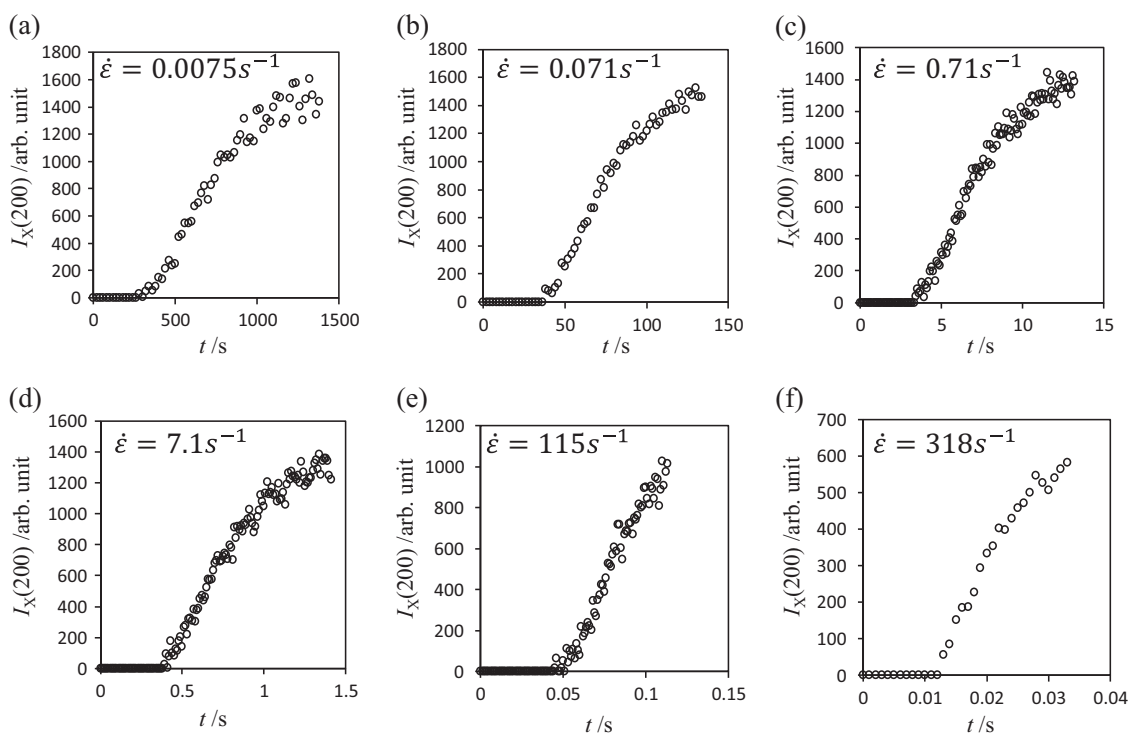 (a)
ε̇ = 0.0075s⁻¹
I_X(200) /arb. unit
1800
1600
1400
1200
1000
800
600
400
200
0
0 500 1000 1500
t /s
(b)
ε̇ = 0.071s⁻¹
I_X(200) /arb. unit
1800
1600
1400
1200
1000
800
600
400
200
0
0 50 100 150
t /s
(c)
ε̇ = 0.71s⁻¹
I_X(200) /arb. unit
1600
1400
1200
1000
800
600
400
200
0
0 5 10 15
t /s
(d)
ε̇ = 7.1s⁻¹
I_X(200) /arb. unit
1600
1400
1200
1000
800
600
400
200
0
0 0.5 1 1.5
t /s
(e)
ε̇ = 115s⁻¹
I_X(200) /arb. unit
1200
1000
800
600
400
200
0
0 0.05 0.1 0.15
t /s
(f)
ε̇ = 318s⁻¹
I_X(200) /arb. unit
700
600
500
400
300
200
100
0
0 0.01 0.02 0.03 0.04
t /s